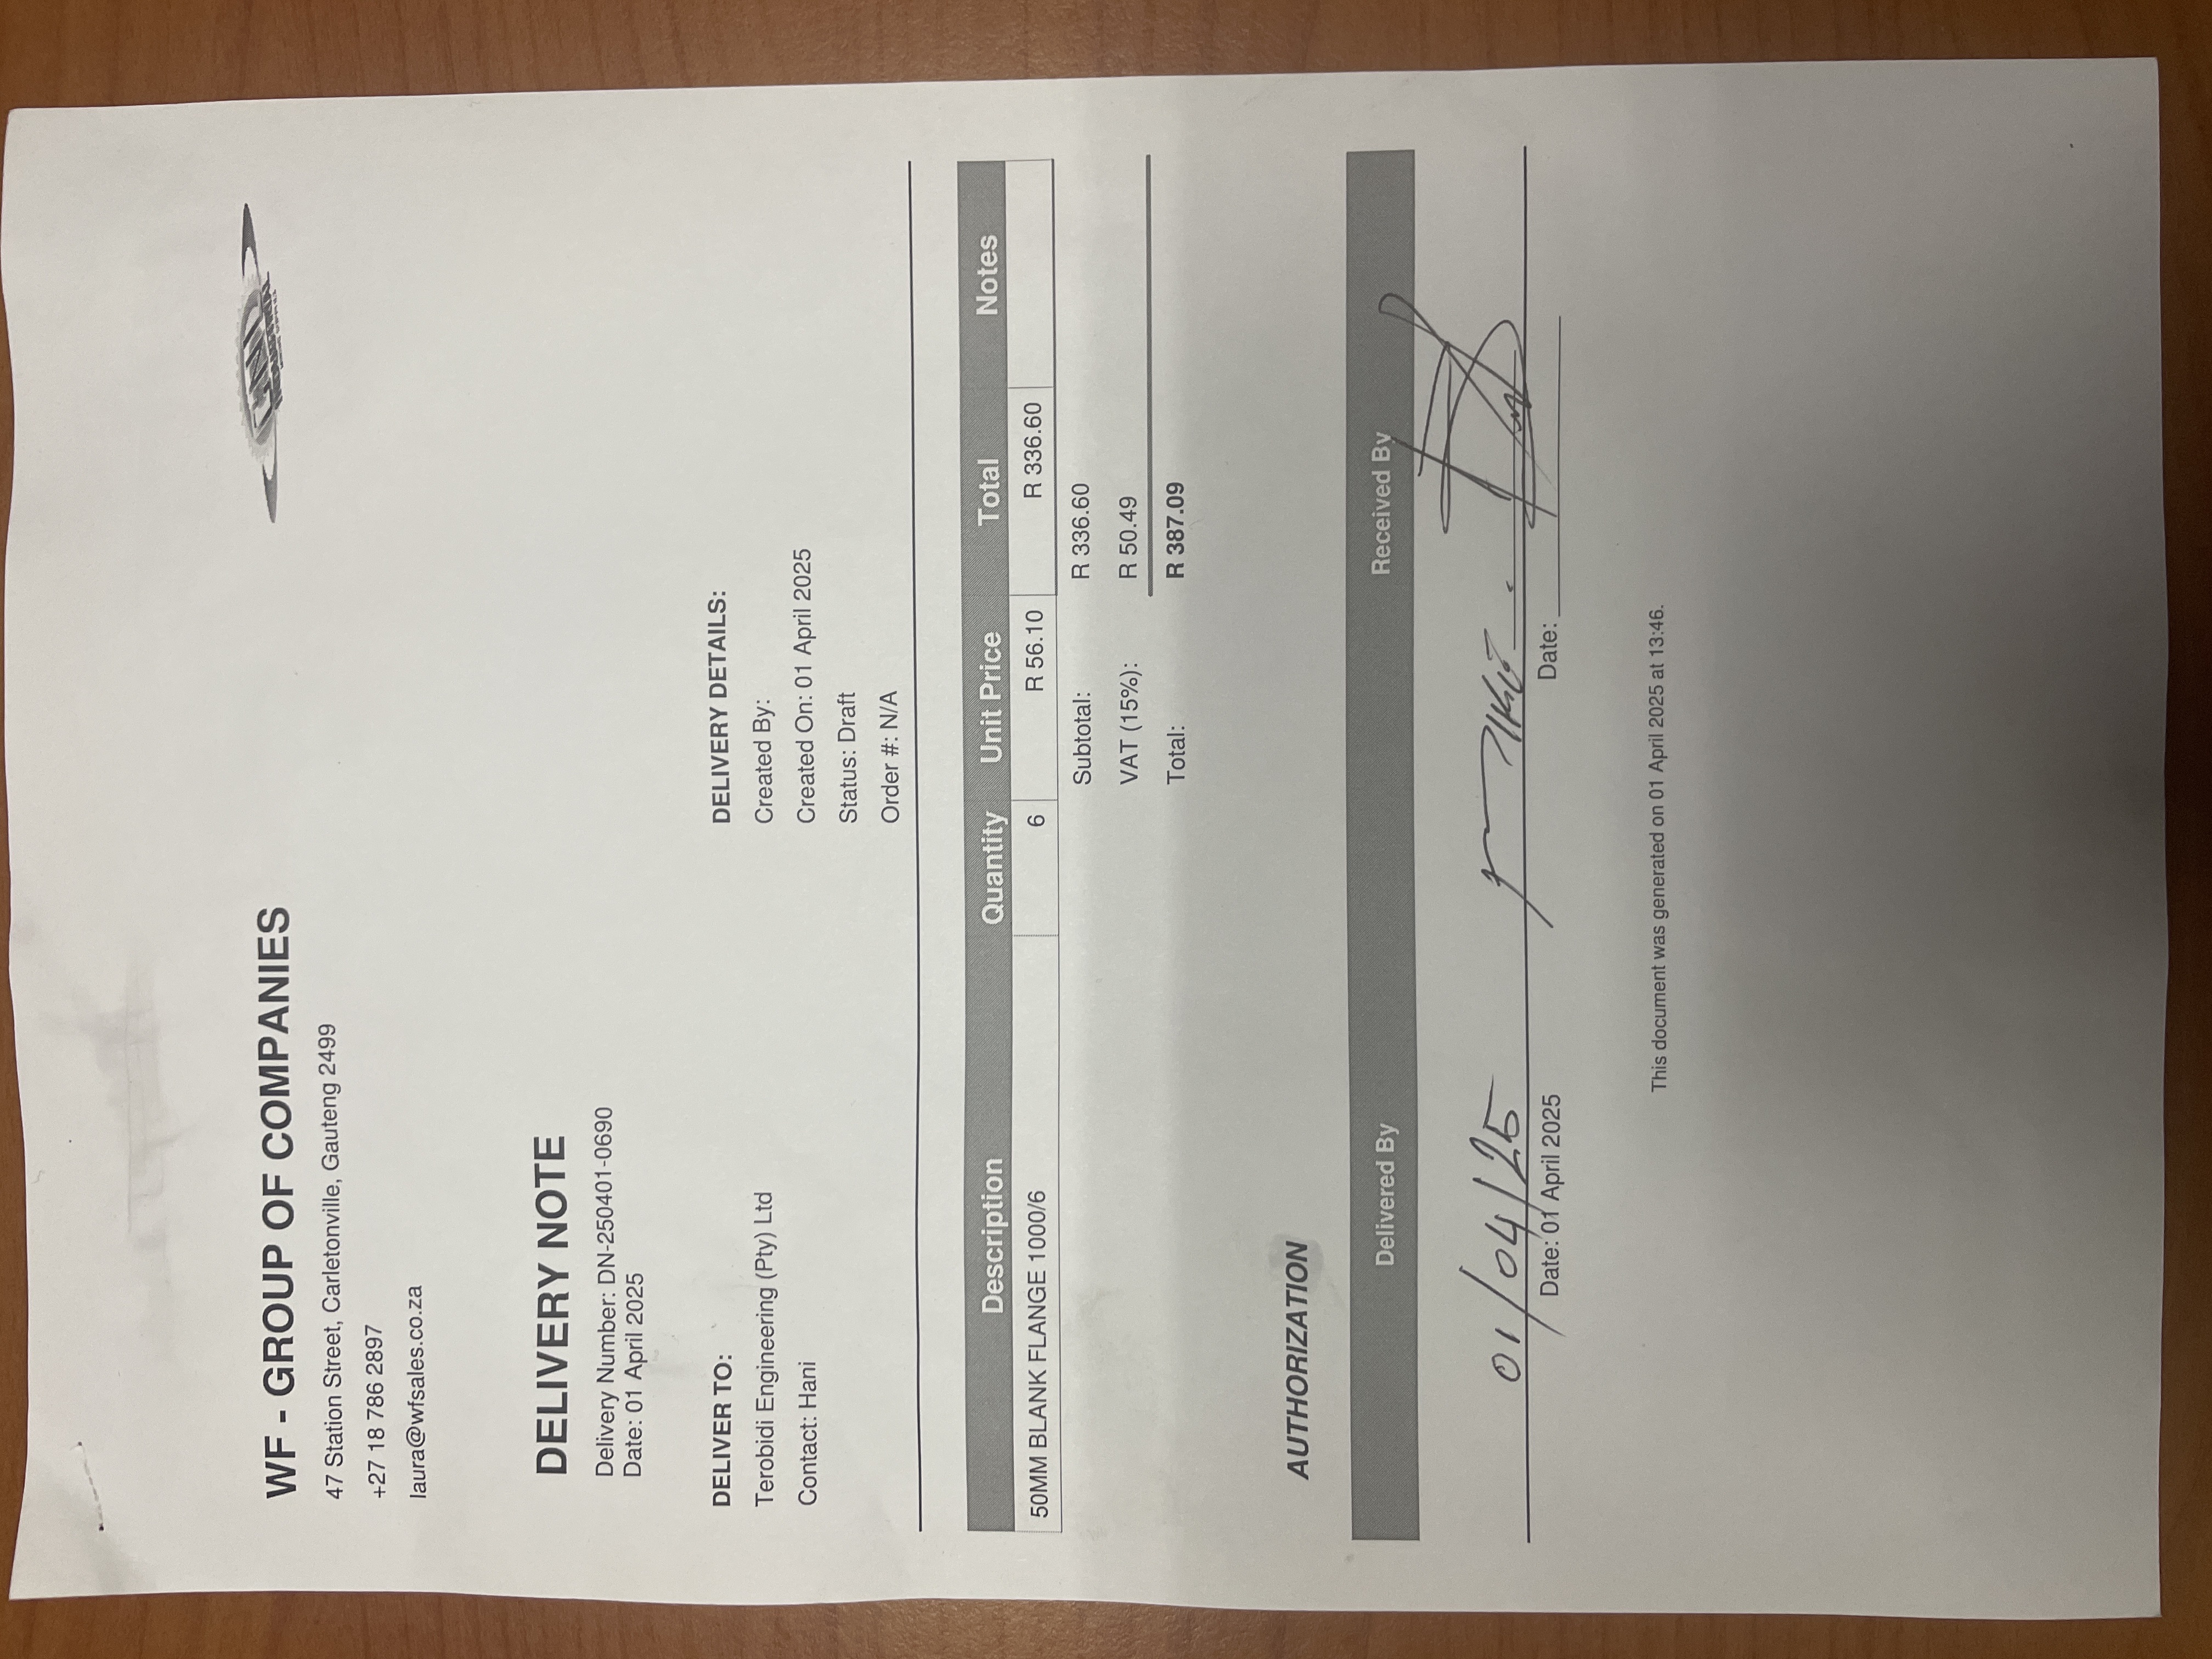 WF - GROUP OF COMPANIES
47 Station Street, Carletonville, Gauteng 2499
+27 18 786 2897
laura@wfsales.co.za
GNL
INDUSTRIAL
DELIVERY NOTE
Delivery Number: DN-250401-0690
Date: 01 April 2025
DELIVER TO:
Terobidi Engineering (Pty) Ltd
Contact: Hani
DELIVERY DETAILS:
Created By:
Created On: 01 April 2025
Status: Draft
Order #: N/A
Description Quantity Unit Price Total Notes
50MM BLANK FLANGE 1000/6 6 R 56.10 R 336.60
Subtotal: R 336.60
VAT (15%): R 50.49
Total: R 387.09
AUTHORIZATION
Delivered By Received By
01/04/25
Date: 01 April 2025 Date:
This document was generated on 01 April 2025 at 13:46.